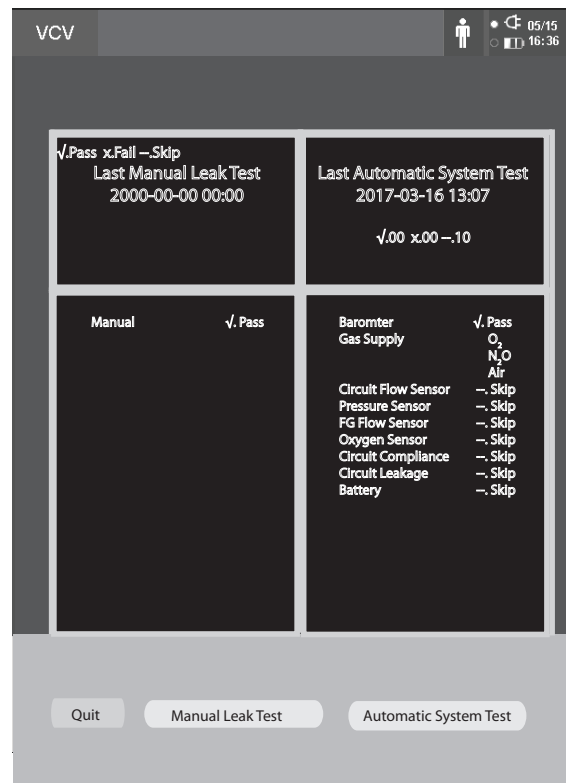 VCV
05/15
16:36
√.Pass x.Fail –.Skip
Last Manual Leak Test
2000-00-00 00:00
Last Automatic System Test
2017-03-16 13:07
√.00 x.00 –.10
Manual √. Pass
Baromter √. Pass
Gas Supply O₂
N₂O
Air
Circuit Flow Sensor –. Skip
Pressure Sensor –. Skip
FG Flow Sensor –. Skip
Oxygen Sensor –. Skip
Circuit Compliance –. Skip
Circuit Leakage –. Skip
Battery –. Skip
Quit
Manual Leak Test
Automatic System Test